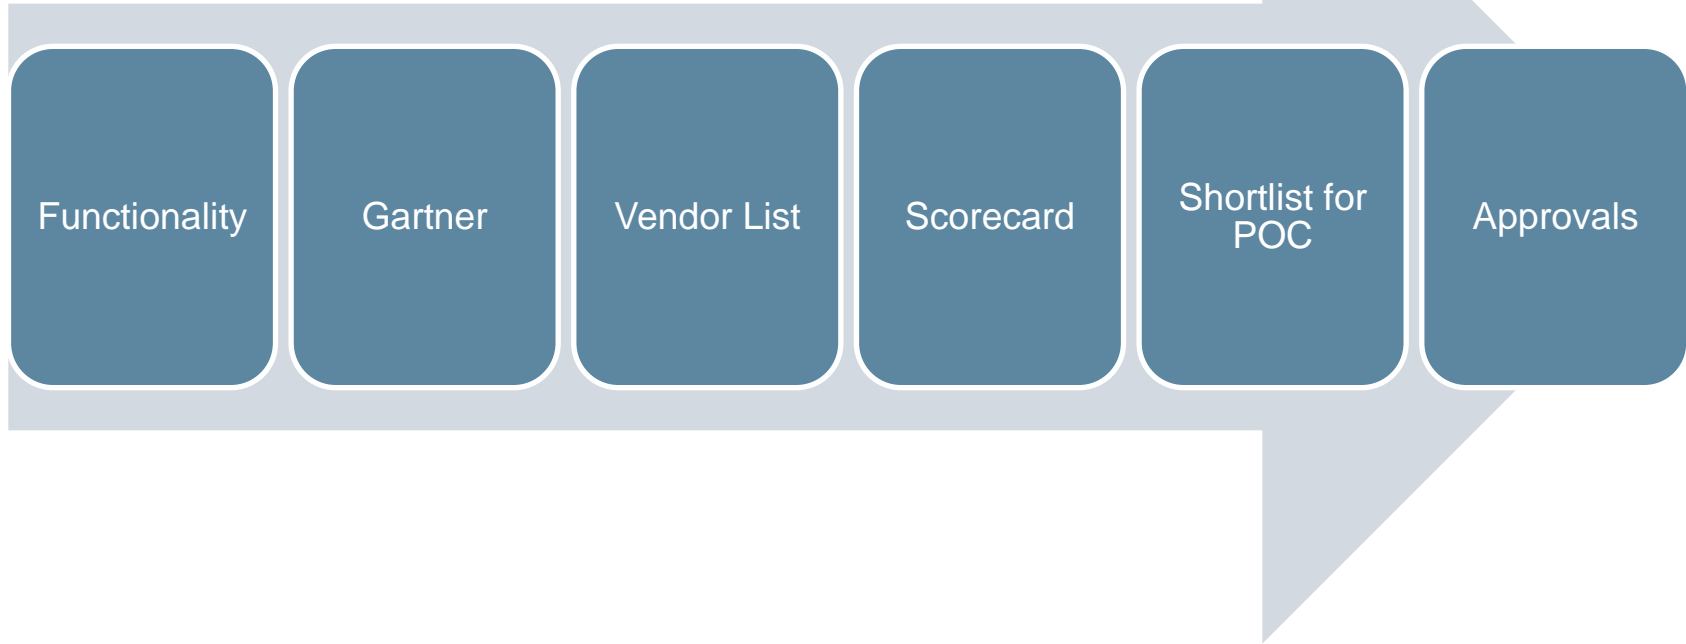 Functionality
Gartner
Vendor List
Scorecard
Shortlist for
POC
Approvals